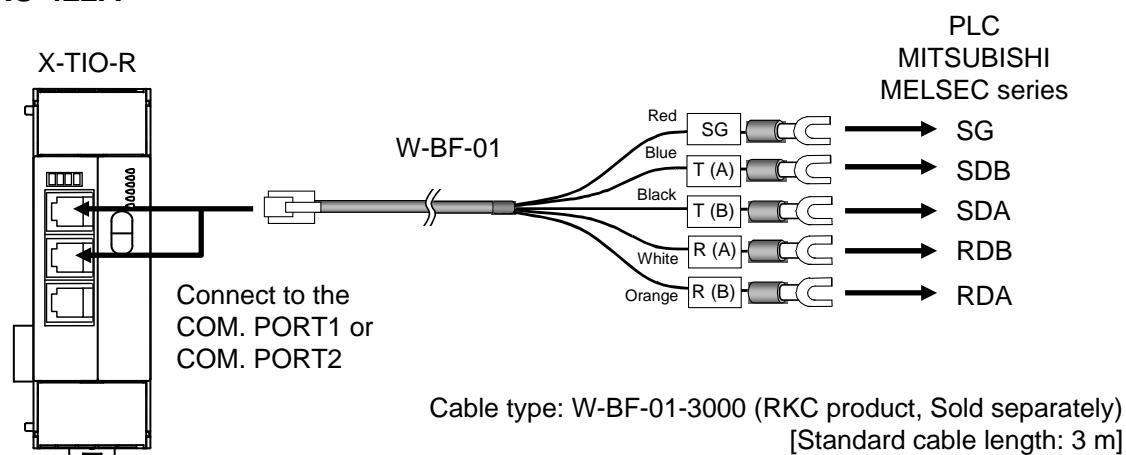 X-TIO-R
W-BF-01
PLC
MITSUBISHI
MELSEC series
Red
SG
SG
Blue
T (A)
SDB
Black
T (B)
SDA
White
R (A)
RDB
Orange
R (B)
RDA
Connect to the
COM. PORT1 or
COM. PORT2
Cable type: W-BF-01-3000 (RKC product, Sold separately)
[Standard cable length: 3 m]